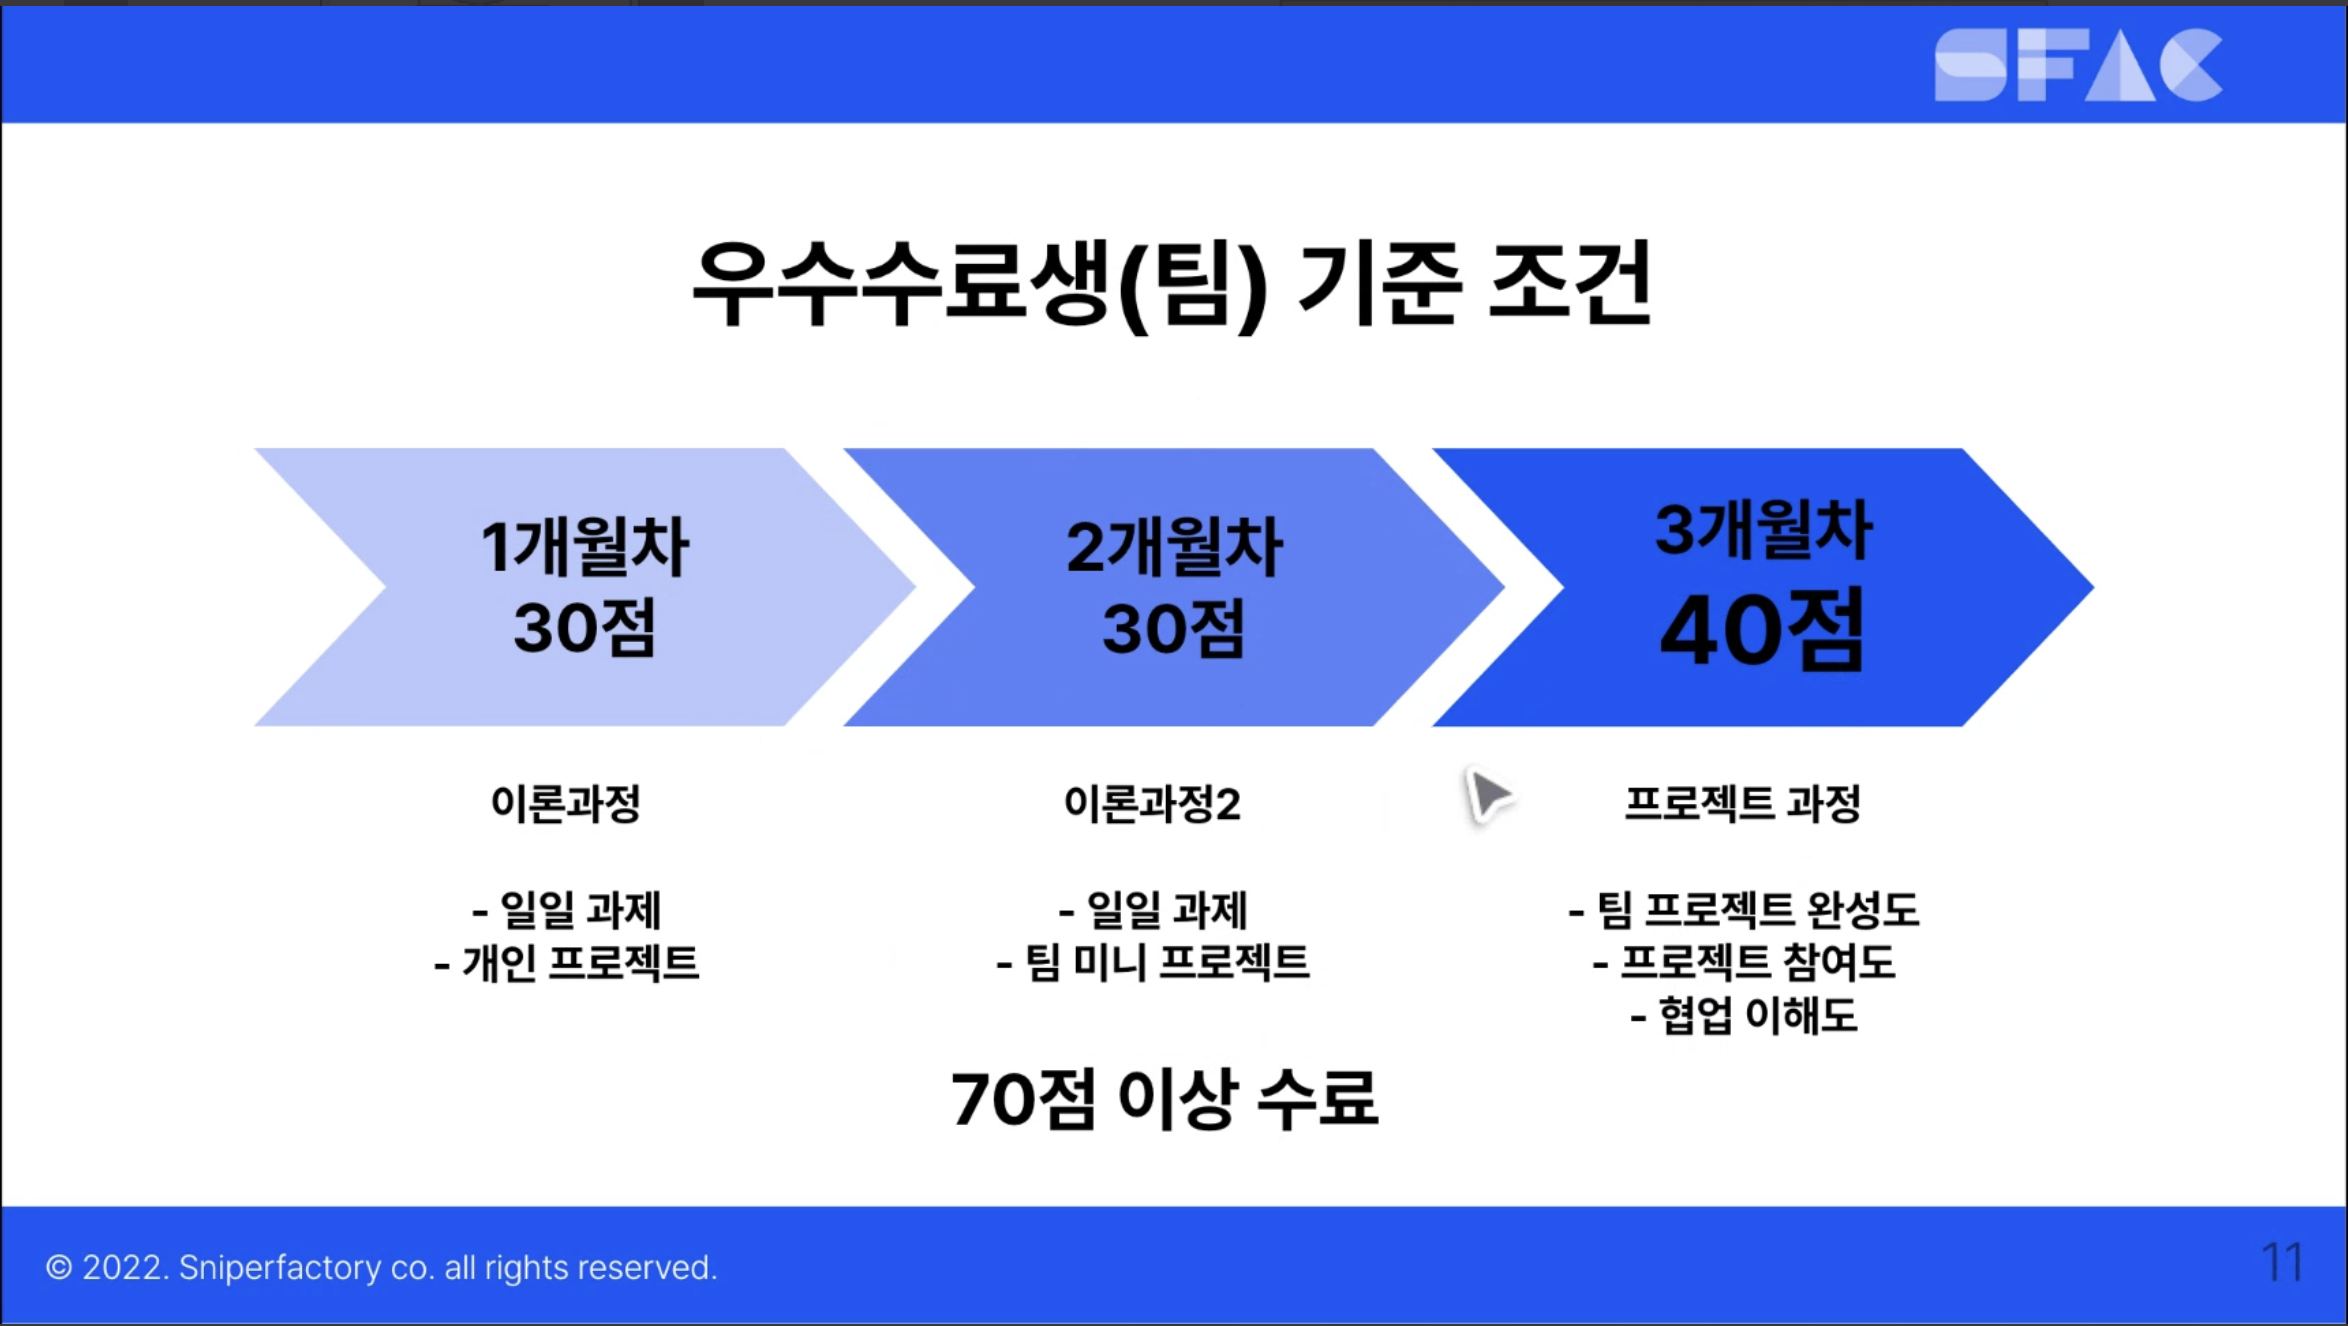 SFAC
우수수료생(팀) 기준 조건
1개월차
30점
2개월차
30점
3개월차
40점
이론과정
- 일일 과제
- 개인 프로젝트
이론과정2
- 일일 과제
- 팀 미니 프로젝트
프로젝트 과정
- 팀 프로젝트 완성도
- 프로젝트 참여도
- 협업 이해도
70점 이상 수료
© 2022. Sniperfactory co. all rights reserved.
11